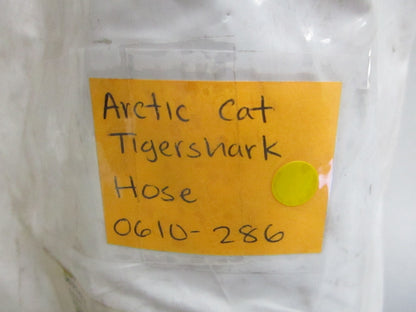 Arctic Cat
Tigershark
Hose
0610-286